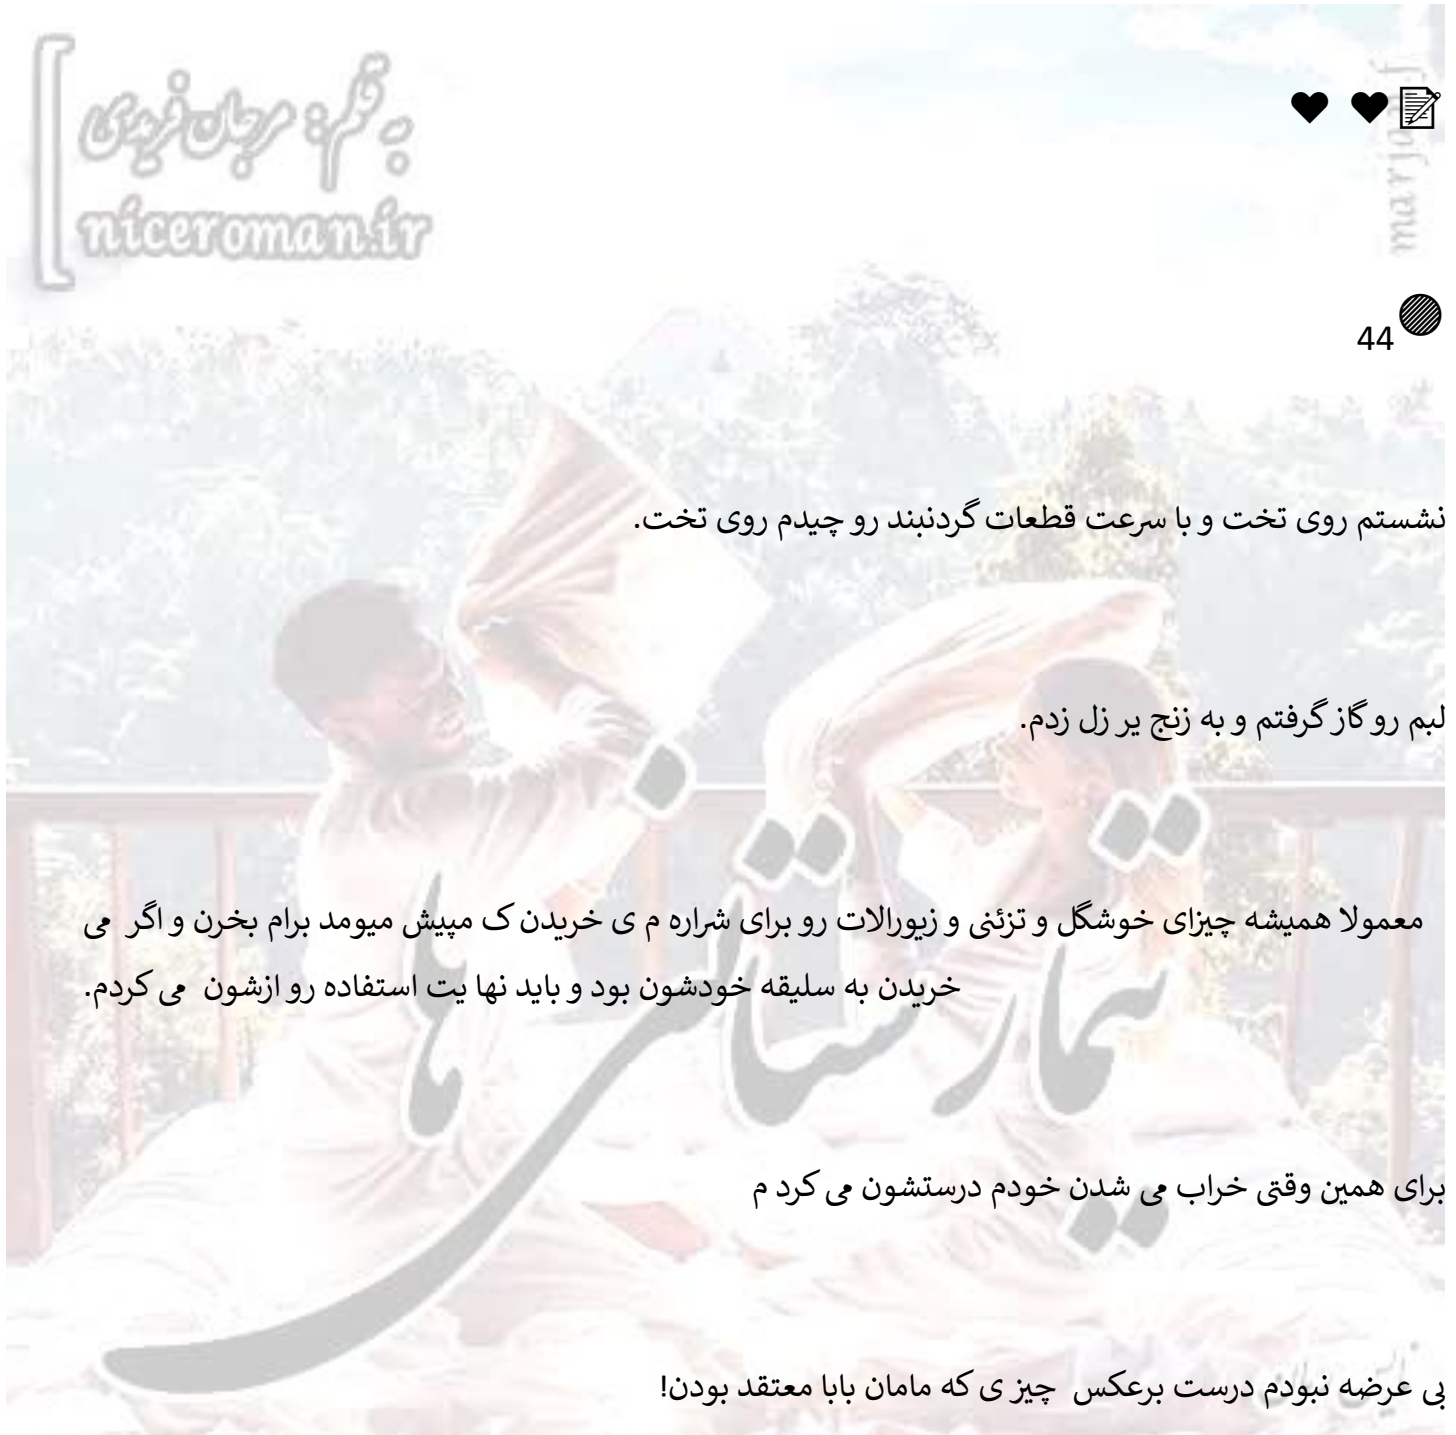 به قلم: مرجان فریدی
niceroman.ir
44
نشستم روی تخت و با سرعت قطعات گردنبند رو چیدم روی تخت.
لبم رو گاز گرفتم و به زنج یر زل زدم.
معمولا همیشه چیزای خوشگل و تزئنی و زیورالات رو برای شراره م ی خریدن ک مپیش میومد برام بخرن و اگر می
خریدن به سلیقه خودشون بود و باید نها یت استفاده رو ازشون می کردم.
تیمارستانی ها
برای همین وقتی خراب می شدن خودم درستشون می کرد م
بی عرضه نبودم درست برعکس چیز ی که مامان بابا معتقد بودن!